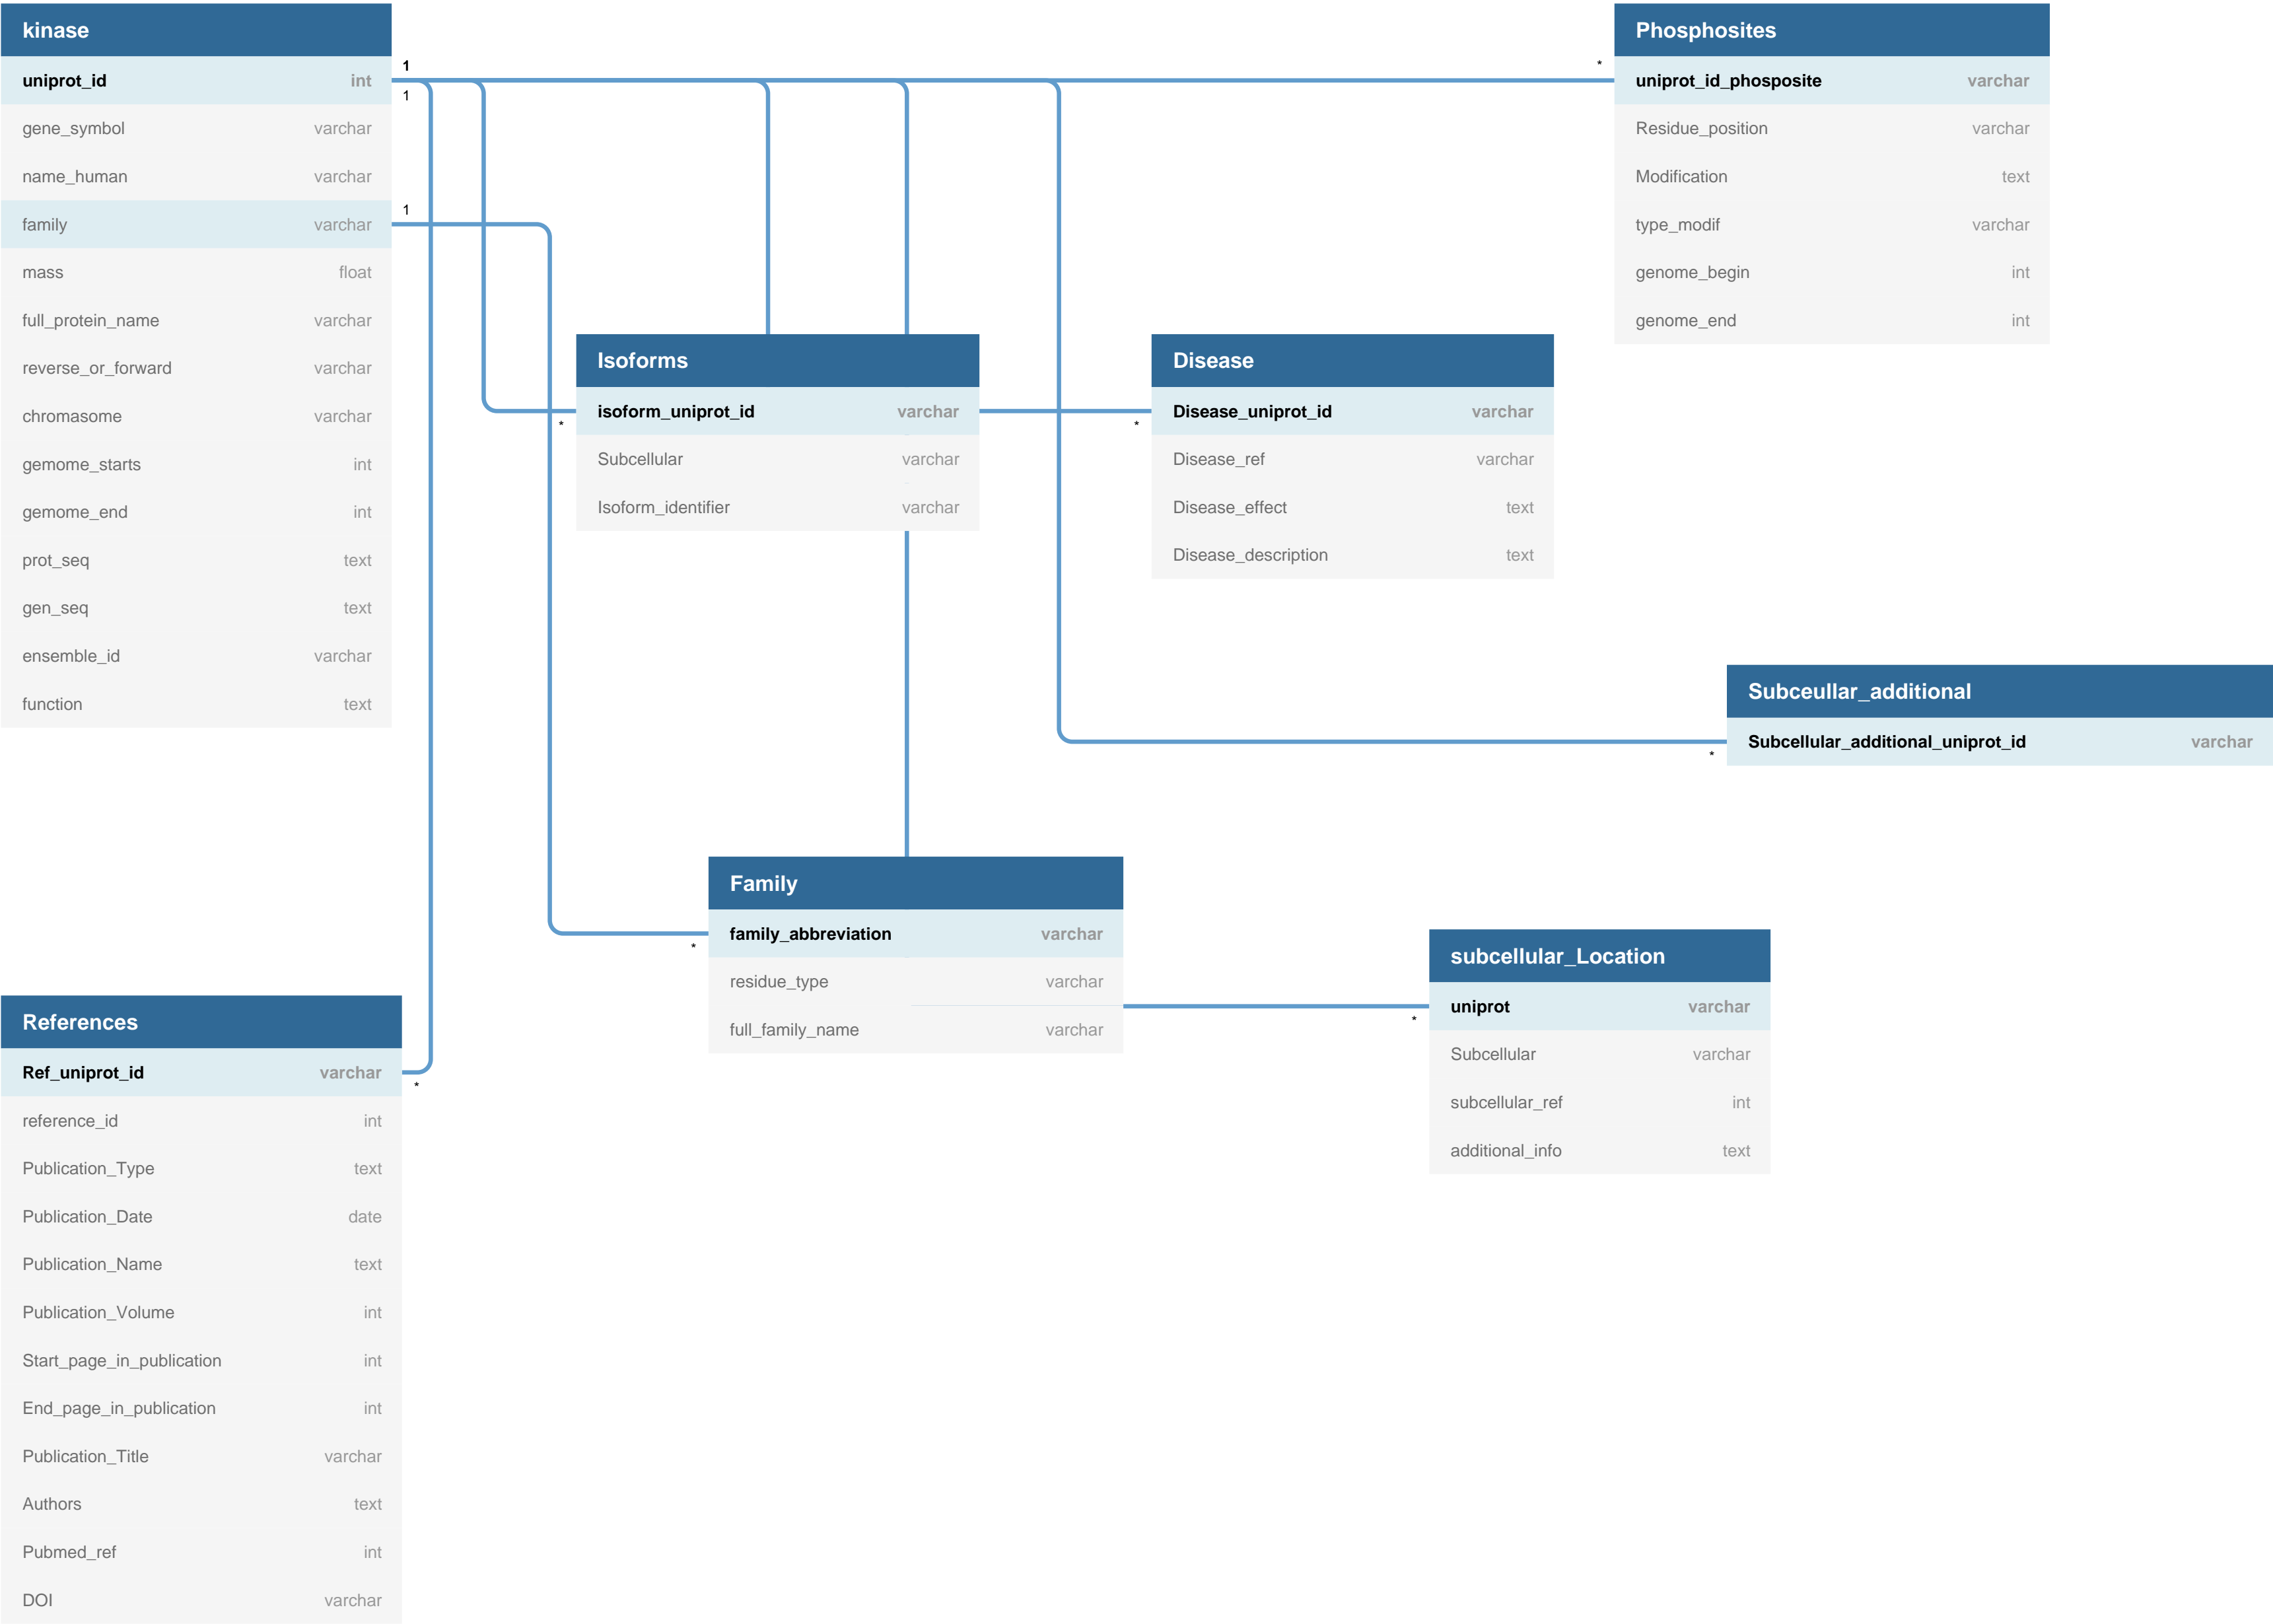 kinase
uniprot_id int
gene_symbol varchar
name_human varchar
family varchar
mass float
full_protein_name varchar
reverse_or_forward varchar
chromasome varchar
gemome_starts int
gemome_end int
prot_seq text
gen_seq text
ensemble_id varchar
function text
1
1
1
*
Phosphosites
uniprot_id_phosposite varchar
Residue_position varchar
Modification text
type_modif varchar
genome_begin int
genome_end int
Isoforms
isoform_uniprot_id varchar
*
Subcellular varchar
Isoform_identifier varchar
Disease
Disease_uniprot_id varchar
*
Disease_ref varchar
Disease_effect text
Disease_description text
Subceullar_additional
Subcellular_additional_uniprot_id varchar
*
Family
family_abbreviation varchar
*
residue_type varchar
full_family_name varchar
subcellular_Location
uniprot varchar
*
Subcellular varchar
subcellular_ref int
additional_info text
References
Ref_uniprot_id varchar
*
reference_id int
Publication_Type text
Publication_Date date
Publication_Name text
Publication_Volume int
Start_page_in_publication int
End_page_in_publication int
Publication_Title varchar
Authors text
Pubmed_ref int
DOI varchar